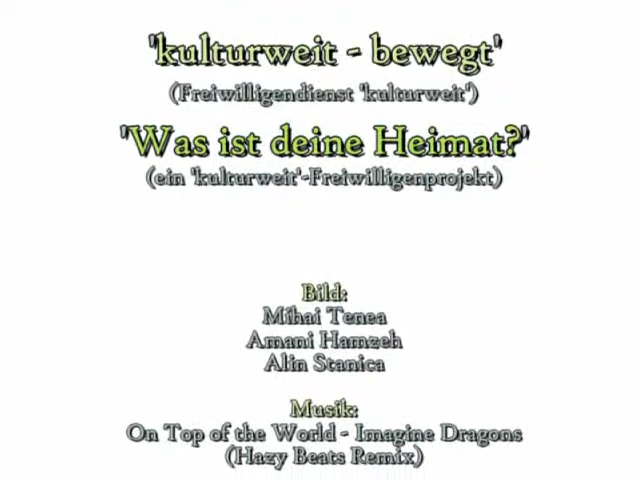 'kulturweit - bewegt'
(Freiwilligendienst 'kulturweit')
'Was ist deine Heimat?'
(ein 'kulturweit'-Freiwilligenprojekt)
Bild:
Mihai Tenea
Amani Hamzeh
Alin Stanica
Musik:
On Top of the World - Imagine Dragons
(Hazy Beats Remix)